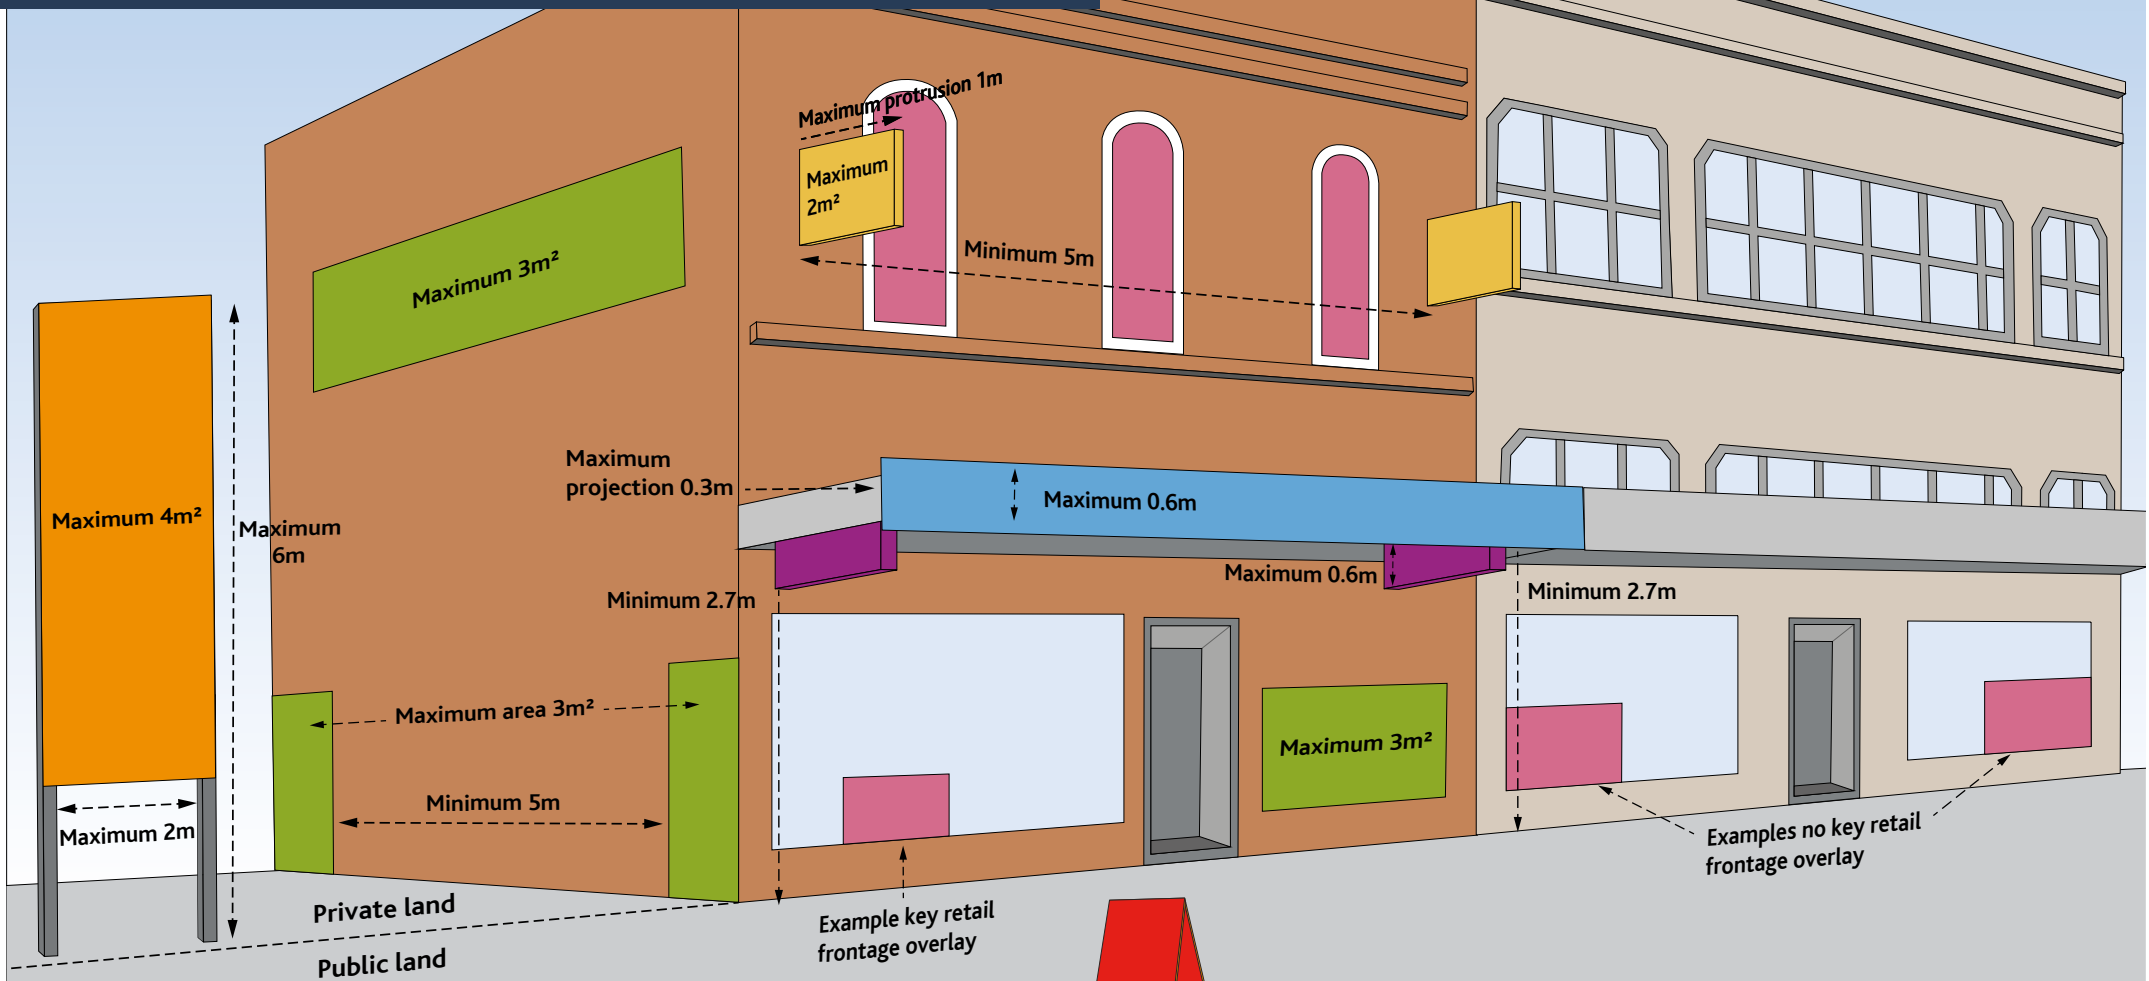 Maximum protrusion 1m
Maximum
2m²
Minimum 5m
Maximum 3m²
Maximum
projection 0.3m
Maximum 0.6m
Maximum 4m²
Maximum
6m
Maximum 0.6m
Minimum 2.7m
Minimum 2.7m
Maximum area 3m²
Maximum 3m²
Minimum 5m
Maximum 2m
Examples no key retail
frontage overlay
Private land
Example key retail
frontage overlay
Public land